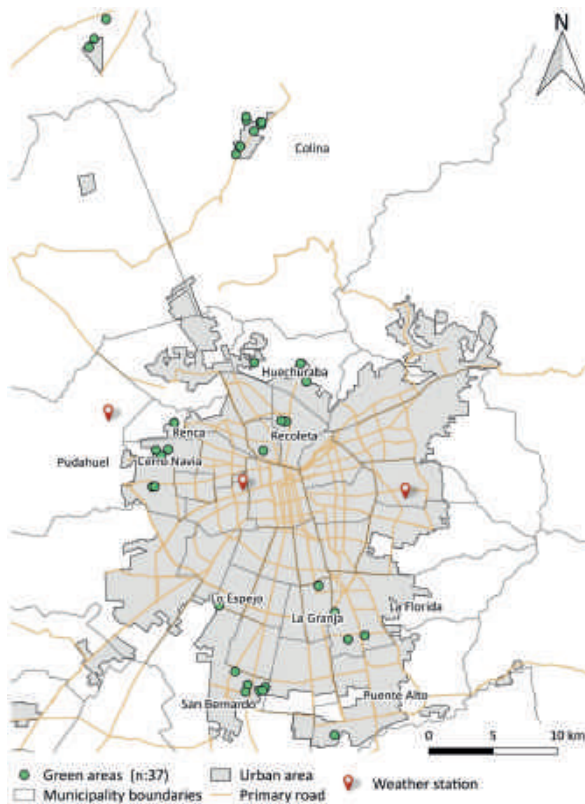 N
Colina
Huechuraba
Renca
Recoleta
Pudahuel
Cerro Navia
Lo Espejo
La Granja
La Florida
San Bernardo
Puente Alto
0
10 km
Green areas (n:37)
Urban area
Weather station
Municipality boundaries
Primary road